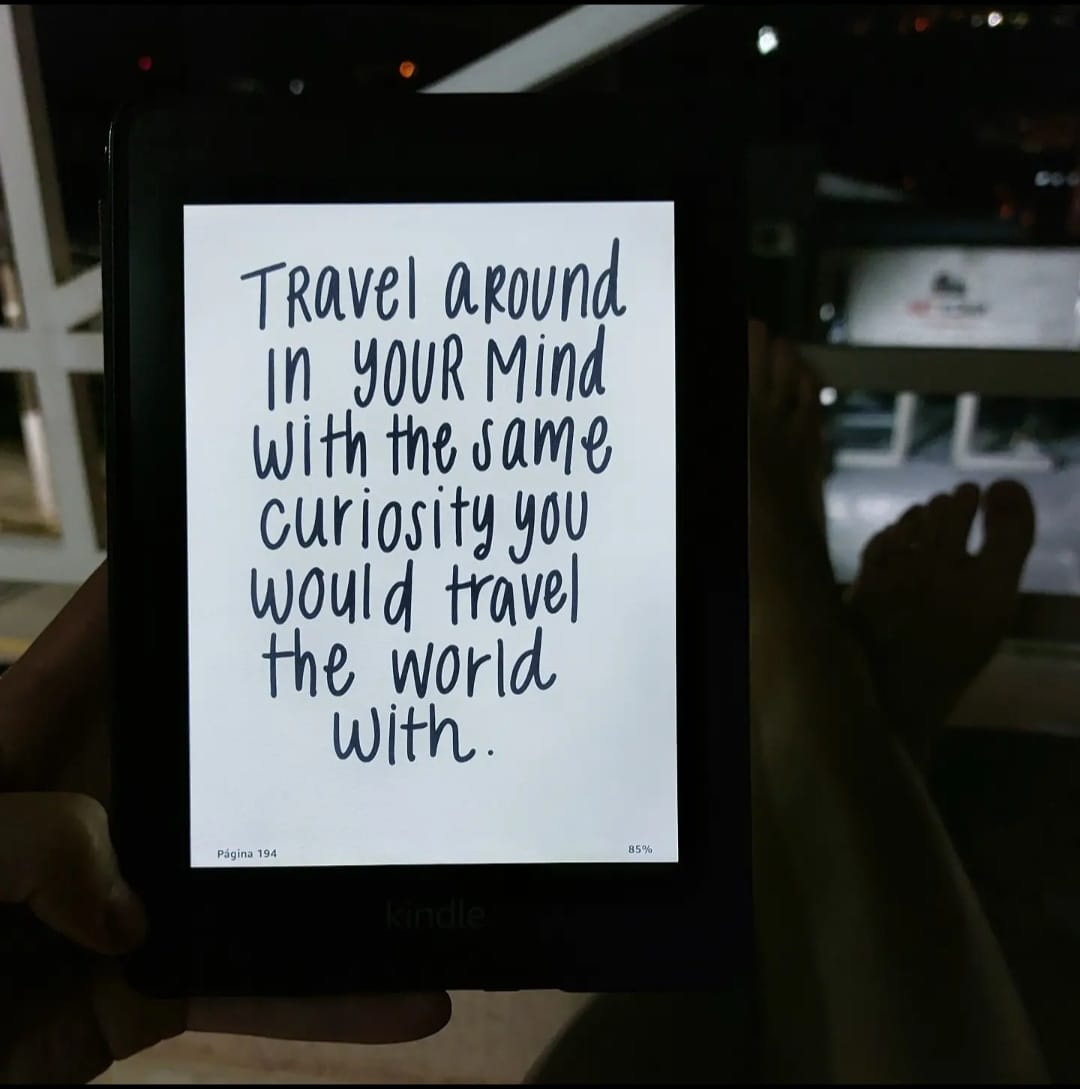 Travel around
in your mind
with the same
curiosity you
would travel
the world
with.
Página 194
85%
kindle